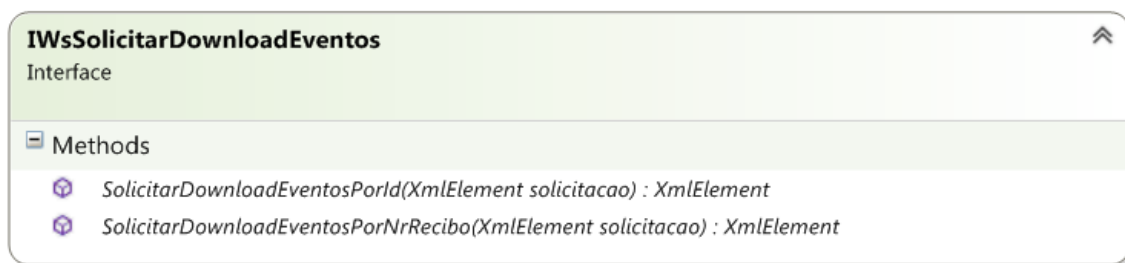 IWsSolicitarDownloadEventos
Interface
Methods
SolicitarDownloadEventosPorId(XmlElement solicitacao) : XmlElement
SolicitarDownloadEventosPorNrRecibo(XmlElement solicitacao) : XmlElement